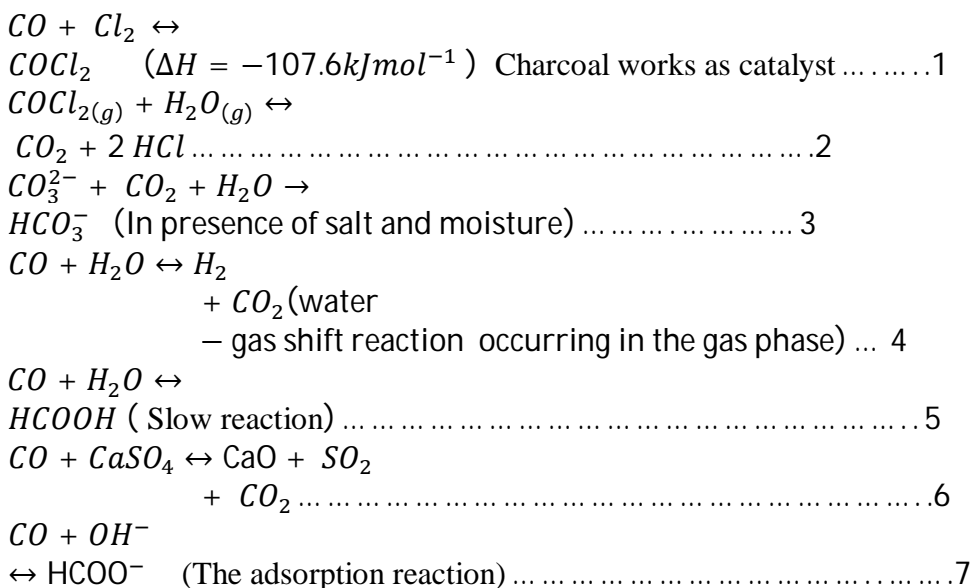 CO + Cl₂ ↔
COCl₂ (ΔH = −107.6kJmol⁻¹ ) Charcoal works as catalyst … . … . .1
COCl₂₍g₎ + H₂O₍g₎ ↔
CO₂ + 2 HCl … … … … … … … … … … … … … … … … … … … … … .2
CO₃²⁻ + CO₂ + H₂O →
HCO₃⁻ (In presence of salt and moisture) … … … . … … … 3
CO + H₂O ↔ H₂
+ CO₂(water
− gas shift reaction occurring in the gas phase) … 4
CO + H₂O ↔
HCOOH ( Slow reaction) … … … … … … … … … … … … … … … … … … . . 5
CO + CaSO₄ ↔ CaO + SO₂
+ CO₂ … … … … … … … … … … … … … … … … … … … … … .6
CO + OH⁻
↔ HCOO⁻ (The adsorption reaction) … … … … … … … … … … … . . … … .7